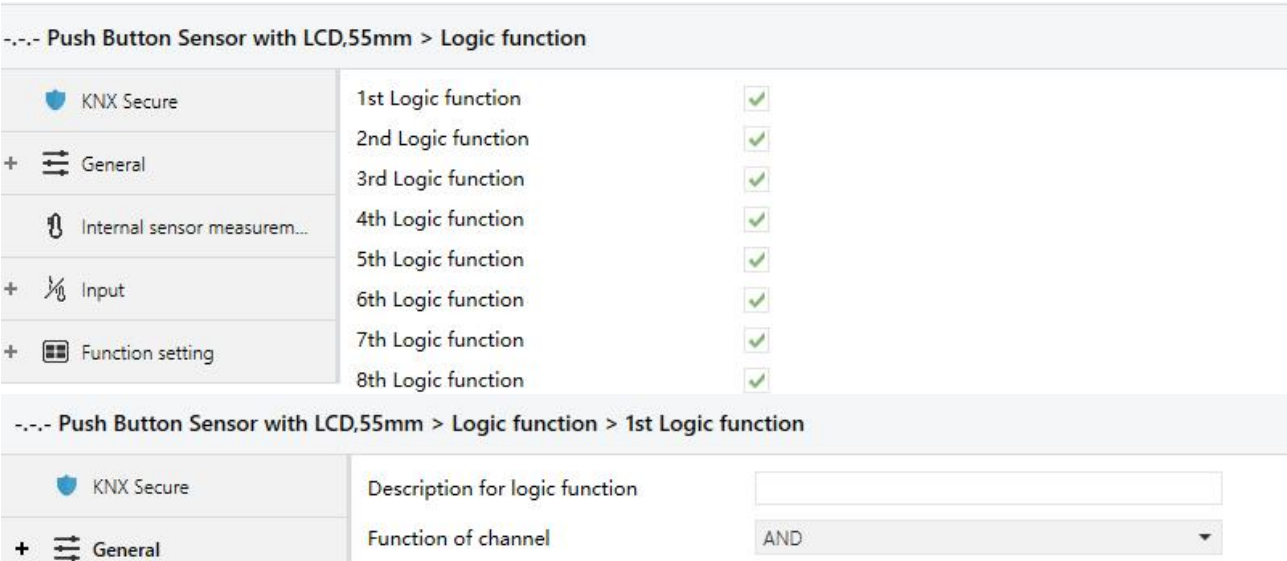 -.-.- Push Button Sensor with LCD,55mm > Logic function
KNX Secure
1st Logic function
2nd Logic function
+ General
3rd Logic function
4th Logic function
Internal sensor measurem...
5th Logic function
+ Input
6th Logic function
7th Logic function
+ Function setting
8th Logic function
-.-.- Push Button Sensor with LCD,55mm > Logic function > 1st Logic function
KNX Secure
Description for logic function
+ General
Function of channel AND